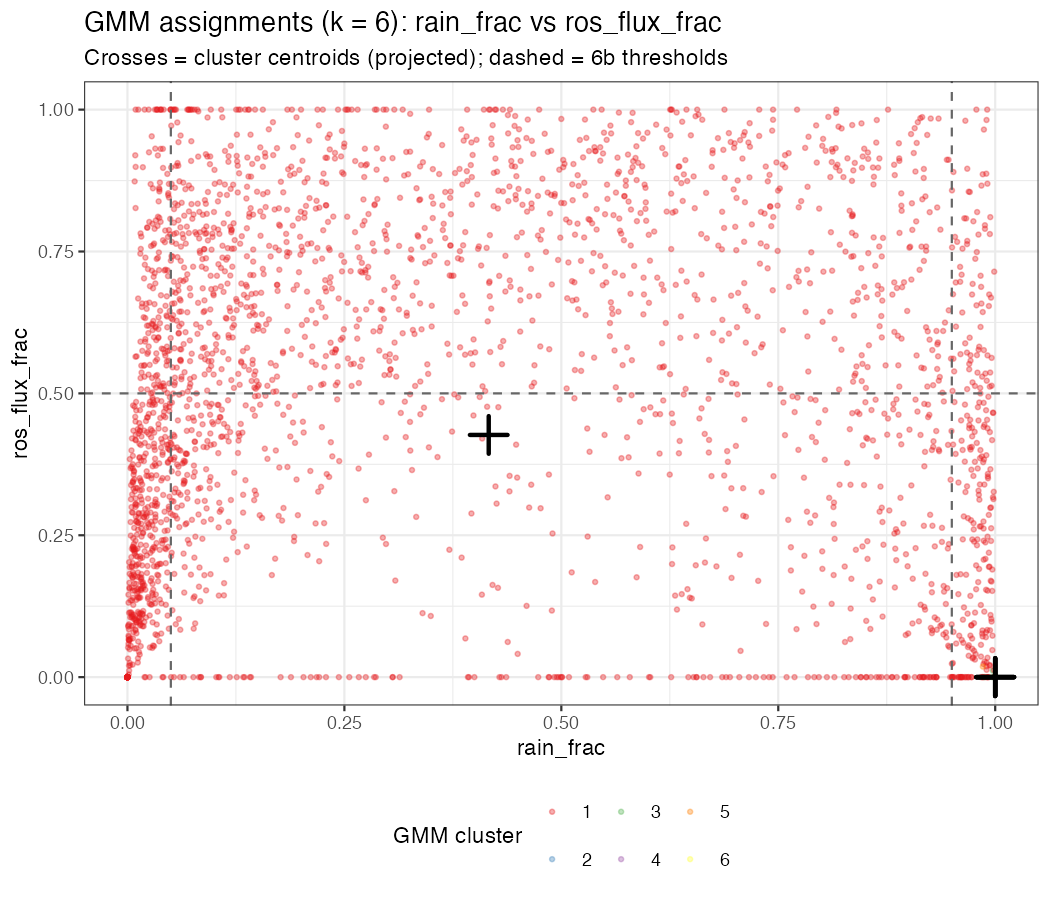 GMM assignments (k = 6): rain_frac vs ros_flux_frac
Crosses = cluster centroids (projected); dashed = 6b thresholds
1.00
0.75
0.50
0.25
0.00
ros_flux_frac
0.00 0.25 0.50 0.75 1.00
rain_frac
GMM cluster
1 3 5
2 4 6